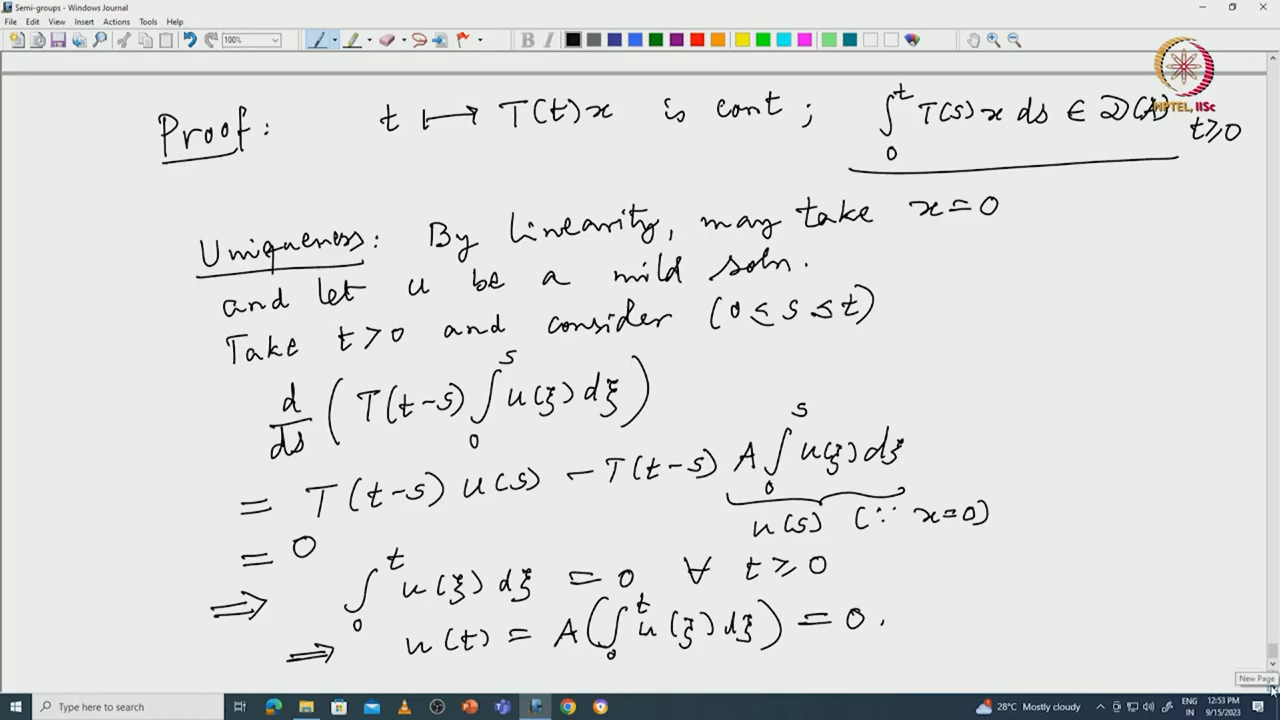 Semi-groups - Windows Journal
File Edit View Insert Actions Tools Help
100%
NPTEL, IISc
Proof: t ⟼ T(t)x is cont ; ∫₀ᵗ T(s)x ds ∈ D(A) t ≥ 0
Uniqueness: By linearity, may take x = 0
and let u be a mild soln.
Take t > 0 and consider (0 ≤ s ≤ t)
d/ds ( T(t-s) ∫₀ˢ u(ξ) dξ )
= T(t-s) u(s) - T(t-s) A ∫₀ˢ u(ξ) dξ
u(s) (∵ x=0)
= 0
⟹ ∫₀ᵗ u(ξ) dξ = 0 ∀ t ≥ 0
⟹ u(t) = A(∫₀ᵗ u(ξ) dξ) = 0.
New Page
Type here to search
28°C Mostly cloudy
ENG
IN
12:53 PM
9/15/2023